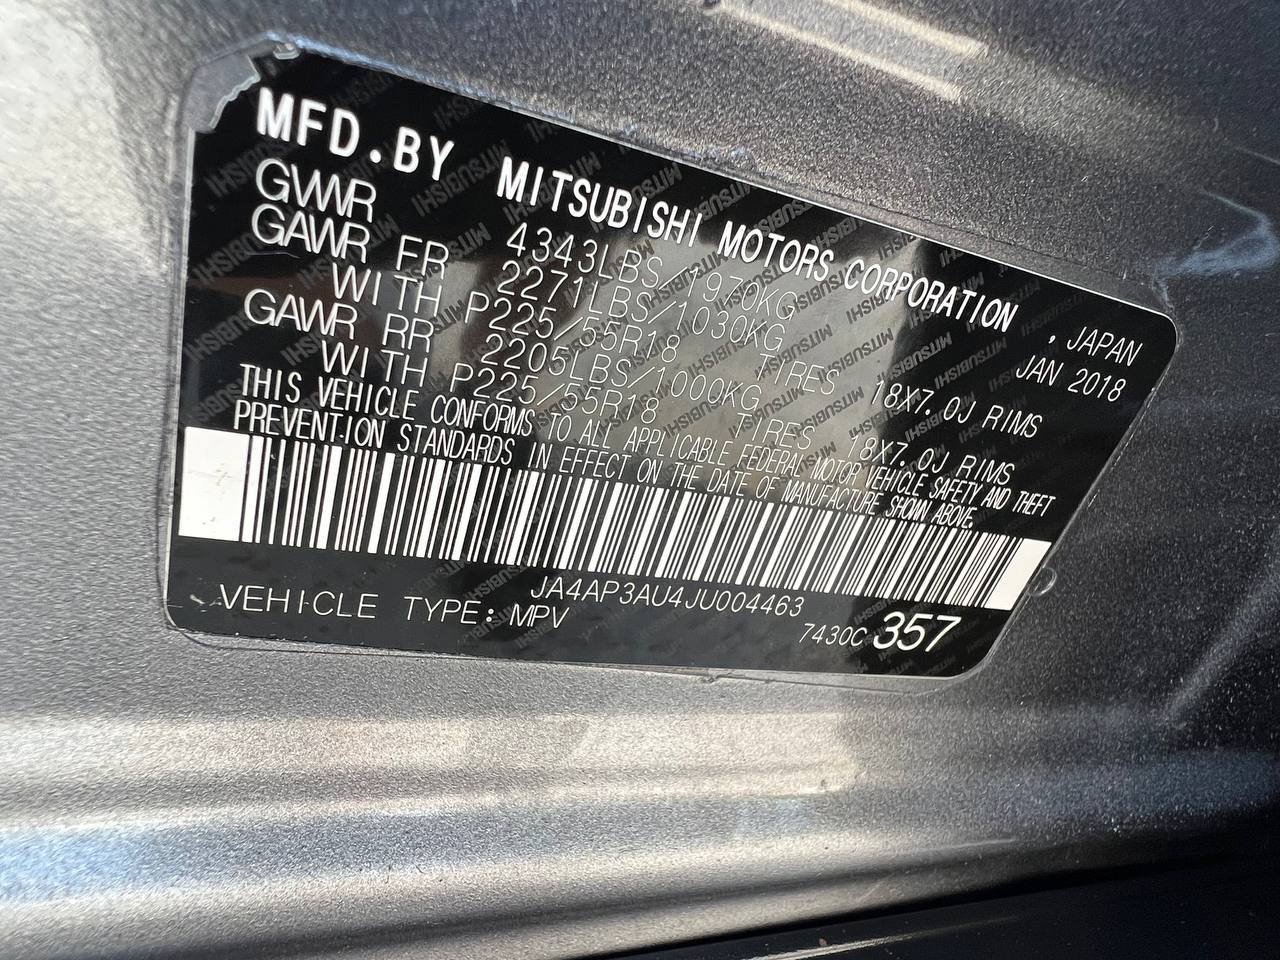 MFD.BY MITSUBISHI MOTORS CORPORATION, JAPAN
GVWR 4343LBS/1970KG JAN 2018
GAWR FR 2271LBS/1030KG
WITH P225/55R18 TIRES 18X7.0J RIMS
GAWR RR 2205LBS/1000KG
WITH P225/55R18 TIRES 18X7.0J RIMS
THIS VEHICLE CONFORMS TO ALL APPLICABLE FEDERAL MOTOR VEHICLE SAFETY AND THEFT
PREVENTION STANDARDS IN EFFECT ON THE DATE OF MANUFACTURE SHOWN ABOVE.
JA4AP3AU4JU004463
VEHICLE TYPE: MPV 7430C 357